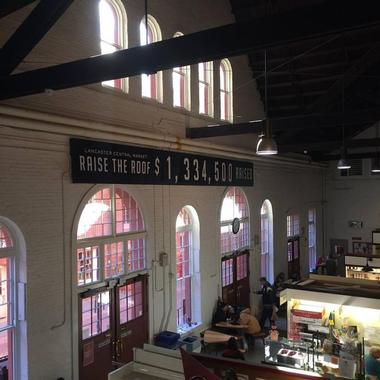 LANCASTER CENTRAL MARKET
RAISE THE ROOF $ 1,334,500 RAISED